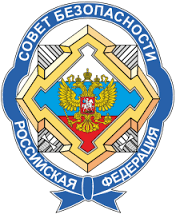 СОВЕТ БЕЗОПАСНОСТИ
РОССИЙСКАЯ ФЕДЕРАЦИЯ